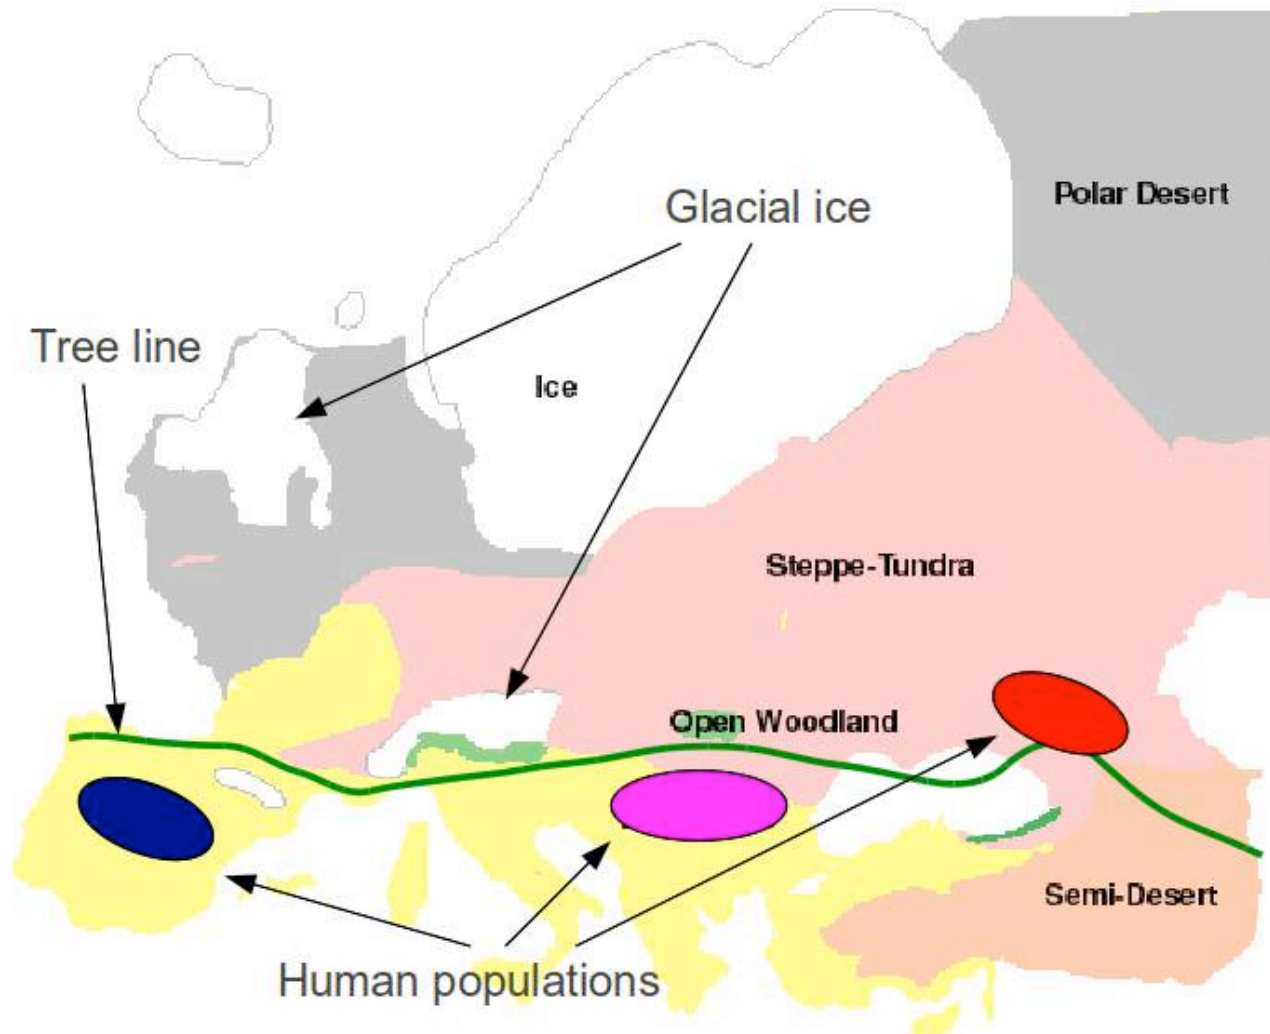 Polar Desert
Glacial ice
Tree line
Ice
Steppe-Tundra
Open Woodland
Semi-Desert
Human populations